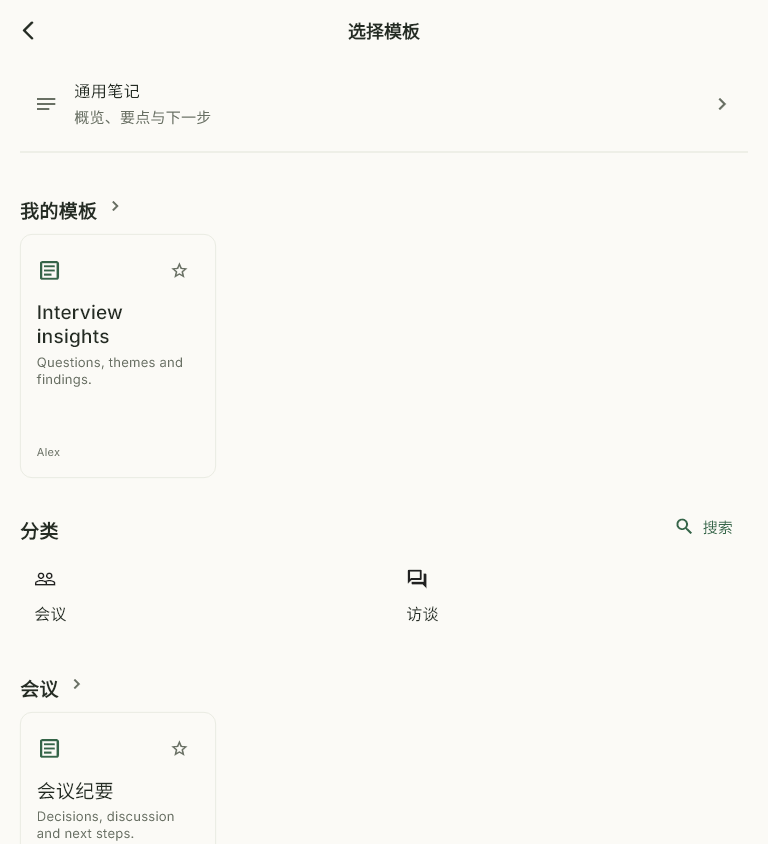 选择模板
通用笔记
概览、要点与下一步
我的模板
Interview
insights
Questions, themes and
findings.
Alex
分类
搜索
会议
访谈
会议
会议纪要
Decisions, discussion
and next steps.